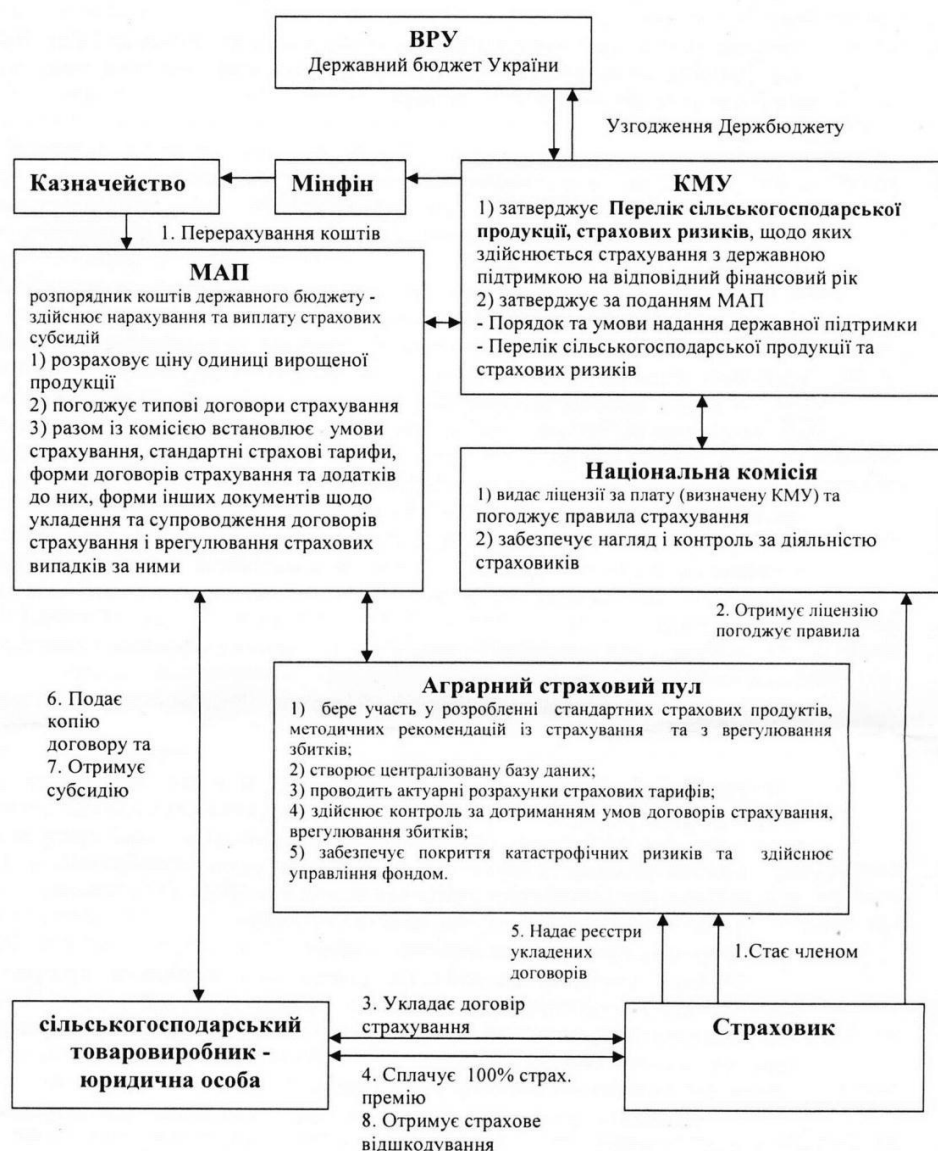 ВРУ
Державний бюджет України
Узгодження Держбюджету
Казначейство
Мінфін
КМУ
1) затверджує Перелік сільськогосподарської
продукції, страхових ризиків, щодо яких
здійснюється страхування з державною
підтримкою на відповідний фінансовий рік
2) затверджує за поданням МАП
- Порядок та умови надання державної підтримки
- Перелік сільськогосподарської продукції та
страхових ризиків
1. Перерахування коштів
МАП
розпорядник коштів державного бюджету -
здійснює нарахування та виплату страхових
субсидій
1) розраховує ціну одиниці вирощеної
продукції
2) погоджує типові договори страхування
3) разом із комісією встановлює умови
страхування, стандартні страхові тарифи,
форми договорів страхування та додатків
до них, форми інших документів щодо
укладення та супроводження договорів
страхування і врегулювання страхових
випадків за ними
Національна комісія
1) видає ліцензії за плату (визначену КМУ) та
погоджує правила страхування
2) забезпечує нагляд і контроль за діяльністю
страховиків
2. Отримує ліцензію
погоджує правила
6. Подає
копію
договору та
7. Отримує
субсидію
Аграрний страховий пул
1) бере участь у розробленні стандартних страхових продуктів,
методичних рекомендацій із страхування та з врегулювання
збитків;
2) створює централізовану базу даних;
3) проводить актуарні розрахунки страхових тарифів;
4) здійснює контроль за дотриманням умов договорів страхування,
врегулювання збитків;
5) забезпечує покриття катастрофічних ризиків та здійснює
управління фондом.
5. Надає реєстри
укладених
договорів
1.Стає членом
сільськогосподарський
товаровиробник -
юридична особа
3. Укладає договір
страхування
4. Сплачує 100% страх.
премію
8. Отримує страхове
відшкодування
Страховик